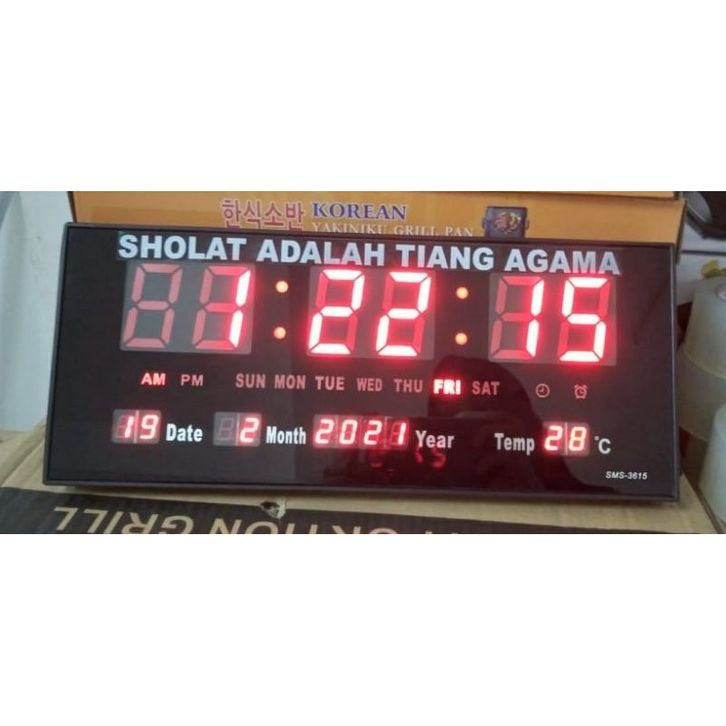 한식소반 KOREAN
YAKINIKU GRILL PAN
SHOLAT ADALAH TIANG AGAMA
1:22:15
AM PM SUN MON TUE WED THU FRI SAT
19 Date 2 Month 2021 Year Temp 28 °C
SMS-3615
GRILL